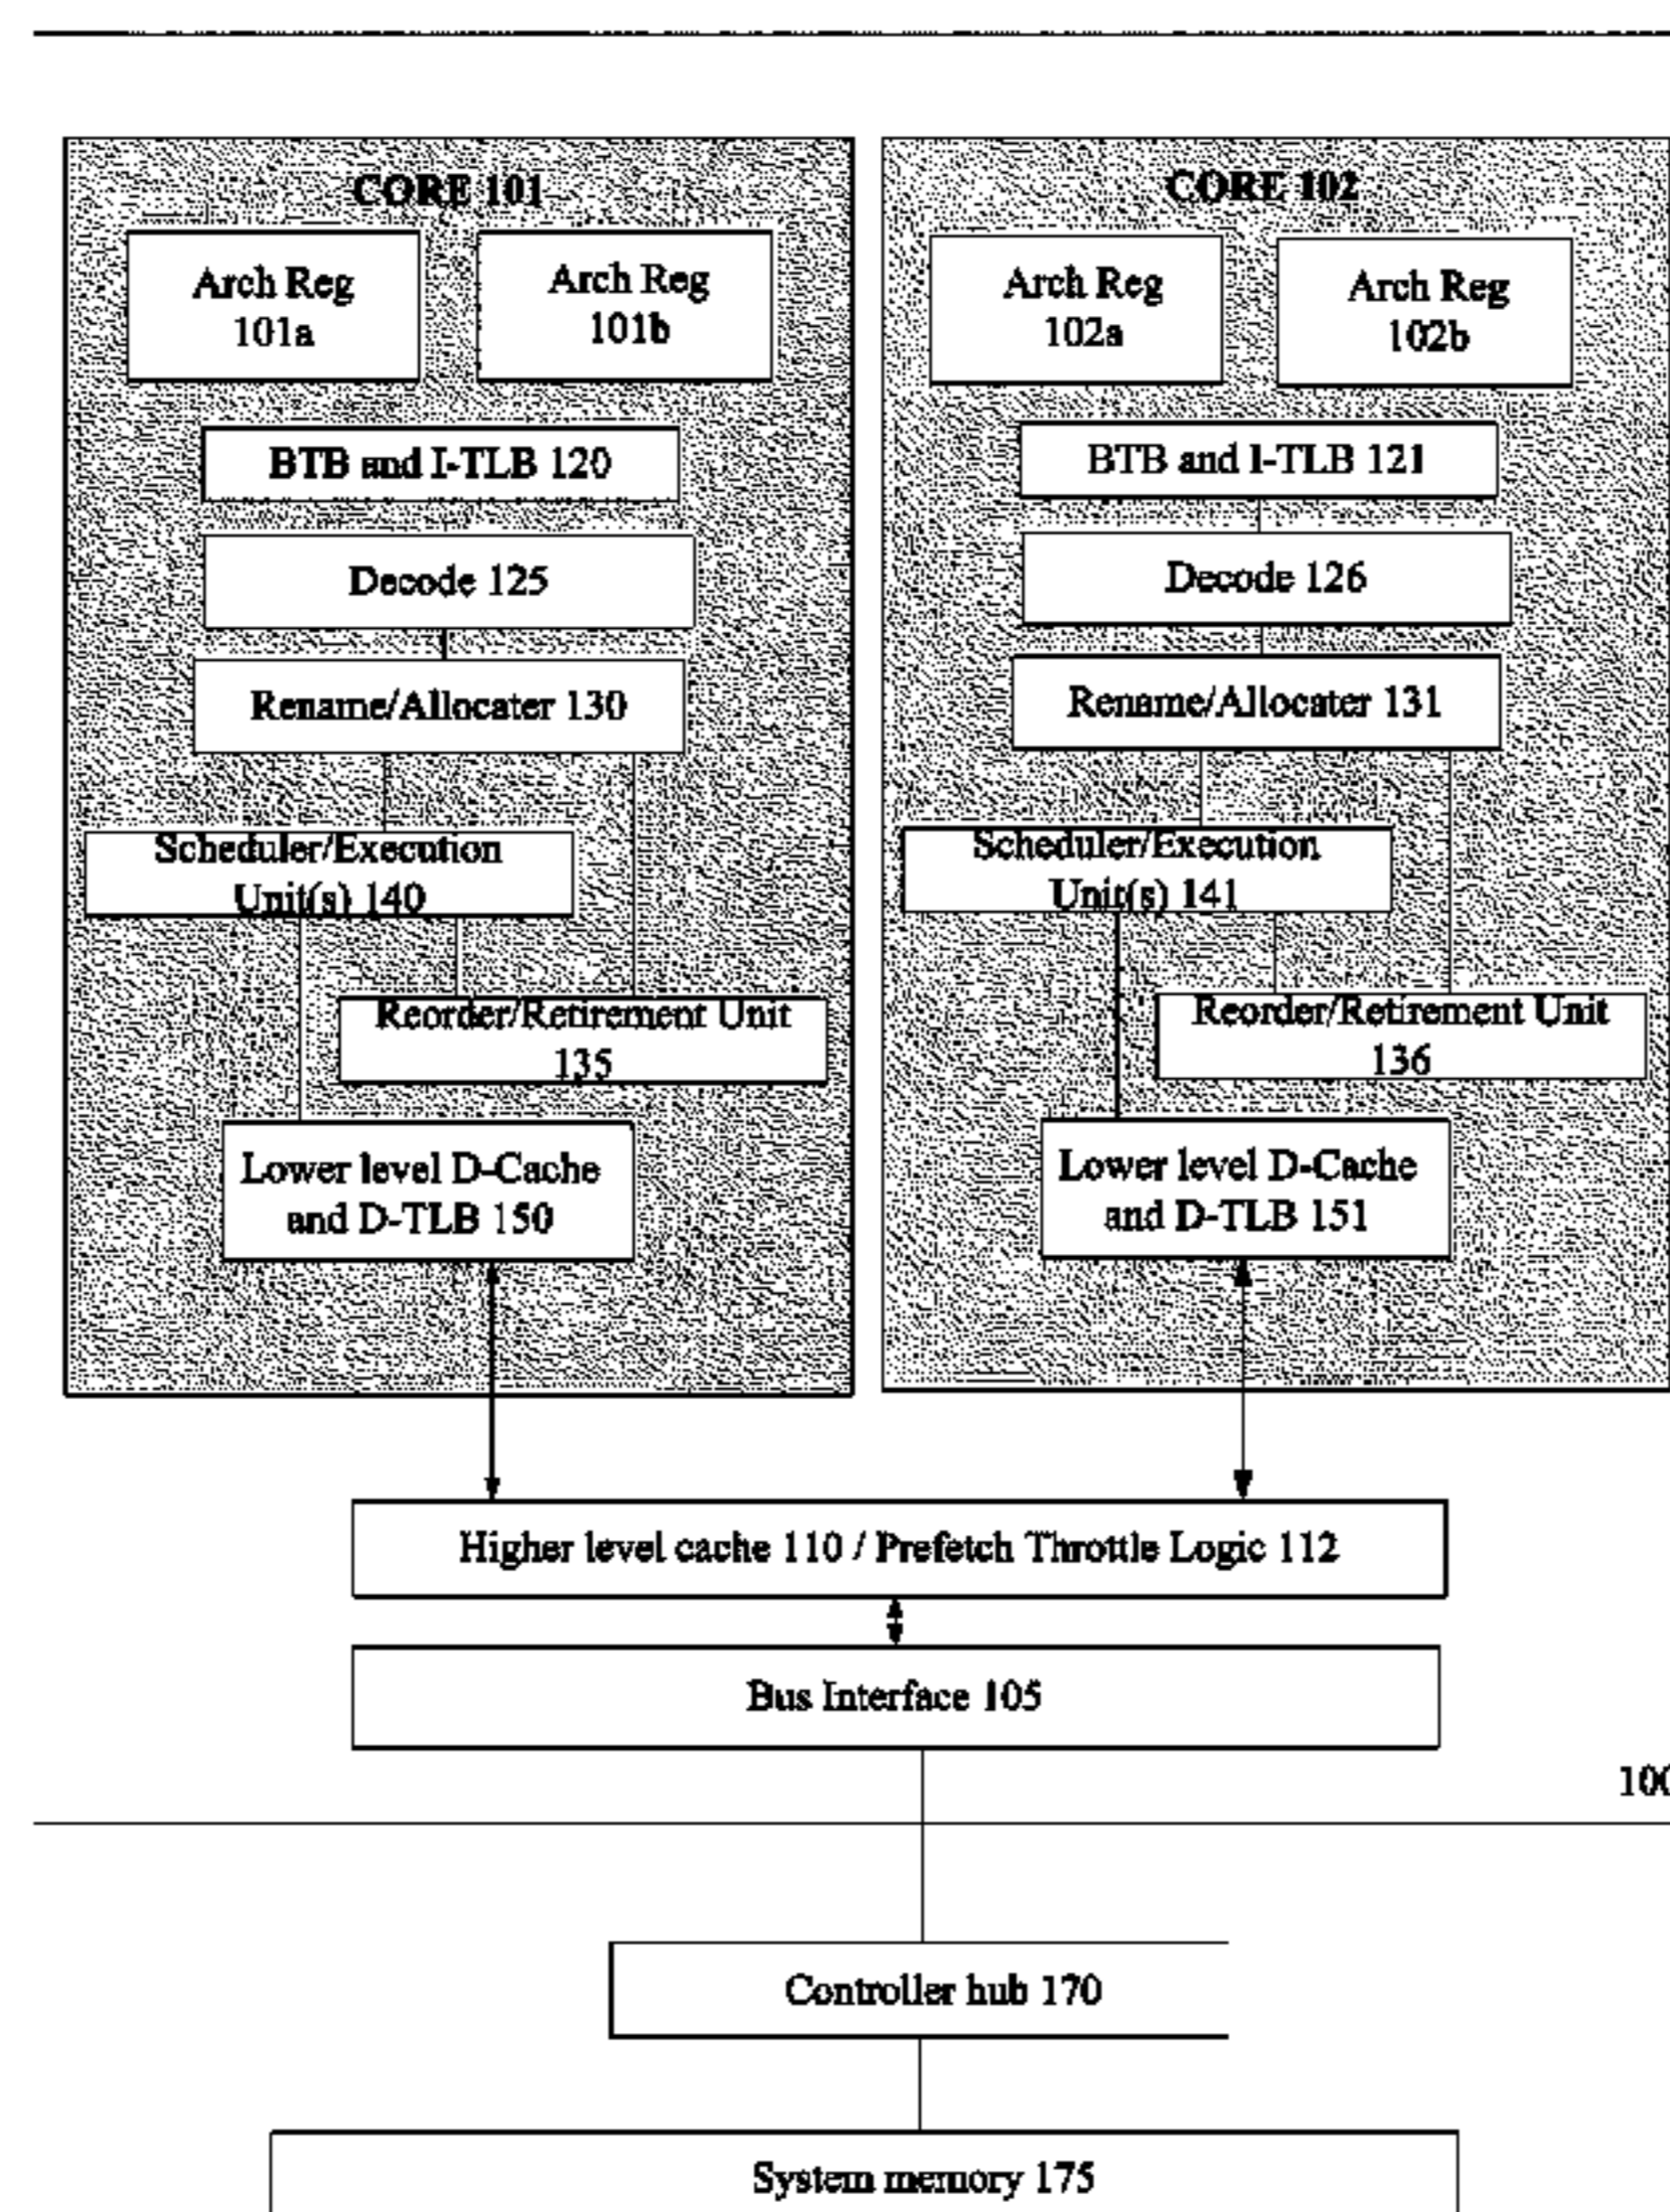 CORE 101
Arch Reg
101a
Arch Reg
101b
BTB and I-TLB 120
Decode 125
Rename/Allocater 130
Scheduler/Execution
Unit(s) 140
Reorder/Retirement Unit
135
Lower level D-Cache
and D-TLB 150
CORE 102
Arch Reg
102a
Arch Reg
102b
BTB and I-TLB 121
Decode 126
Rename/Allocater 131
Scheduler/Execution
Unit(s) 141
Reorder/Retirement Unit
136
Lower level D-Cache
and D-TLB 151
Higher level cache 110 / Prefetch Throttle Logic 112
Bus Interface 105
100
Controller hub 170
System memory 175